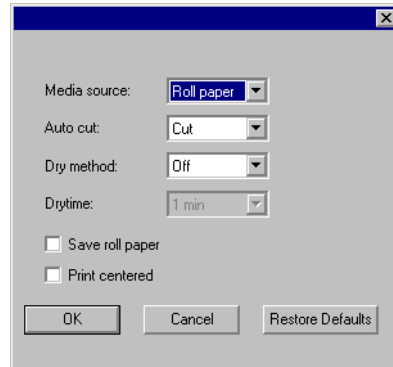 Media source: Roll paper
Auto cut: Cut
Dry method: Off
Drytime: 1 min
Save roll paper
Print centered
OK Cancel Restore Defaults